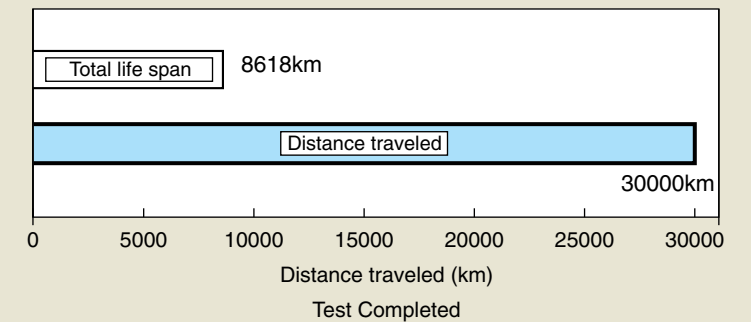 Total life span
8618km
Distance traveled
30000km
0 5000 10000 15000 20000 25000 30000
Distance traveled (km)
Test Completed